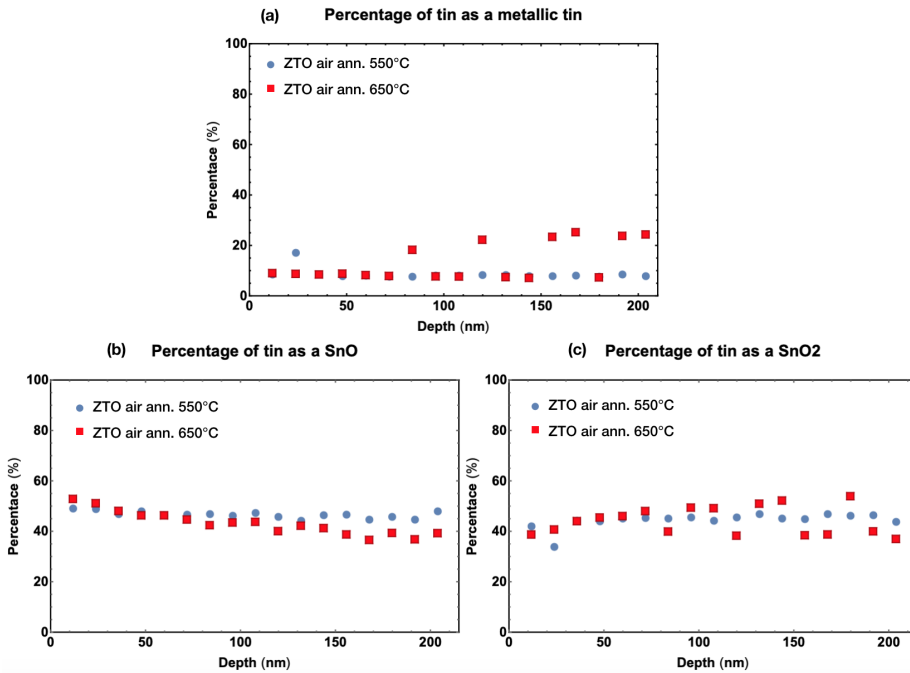 (a) Percentage of tin as a metallic tin
100
80
60
40
20
0
Percentace (%)
ZTO air ann. 550°C
ZTO air ann. 650°C
0 50 100 150 200
Depth (nm)
(b) Percentage of tin as a SnO
100
80
60
40
20
0
Percentace (%)
ZTO air ann. 550°C
ZTO air ann. 650°C
0 50 100 150 200
Depth (nm)
(c) Percentage of tin as a SnO2
100
80
60
40
20
0
Percentace (%)
ZTO air ann. 550°C
ZTO air ann. 650°C
0 50 100 150 200
Depth (nm)